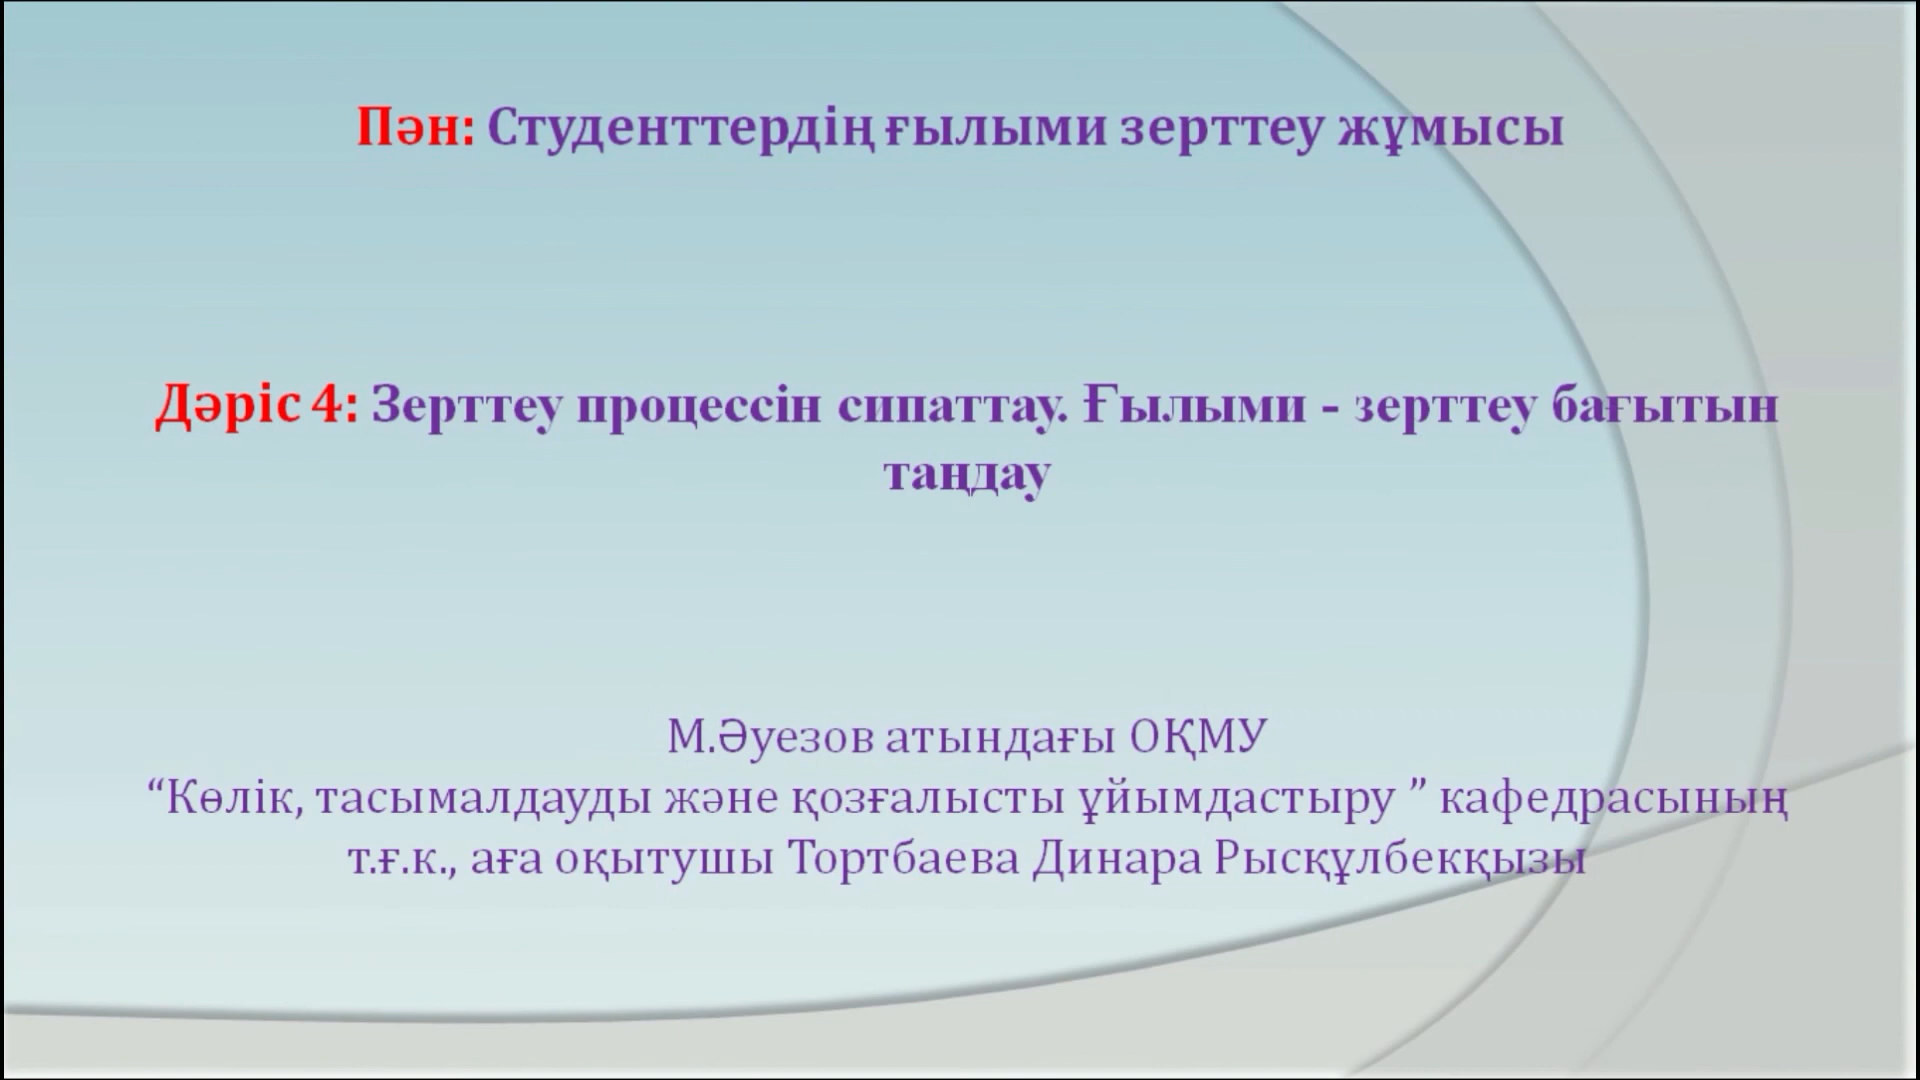 Пән: Студенттердің ғылыми зерттеу жұмысы
Дәріс 4: Зерттеу процессін сипаттау. Ғылыми - зерттеу бағытын
таңдау
М.Әуезов атындағы ОҚМУ
“Көлік, тасымалдауды және қозғалысты ұйымдастыру ” кафедрасының
т.ғ.к., аға оқытушы Тортбаева Динара Рысқұлбекқызы